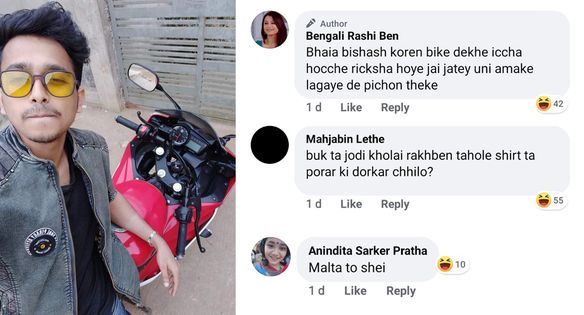 Author
Bengali Rashi Ben
Bhaia bishash koren bike dekhe iccha
hocche ricksha hoye jai jatey uni amake
lagaye de pichon theke
1 d Like Reply 42
Mahjabin Lethe
buk ta jodi kholai rakhben tahole shirt ta
porar ki dorkar chhilo?
1 d Like Reply 55
Anindita Sarker Pratha
Malta to shei 10
1 d Like Reply